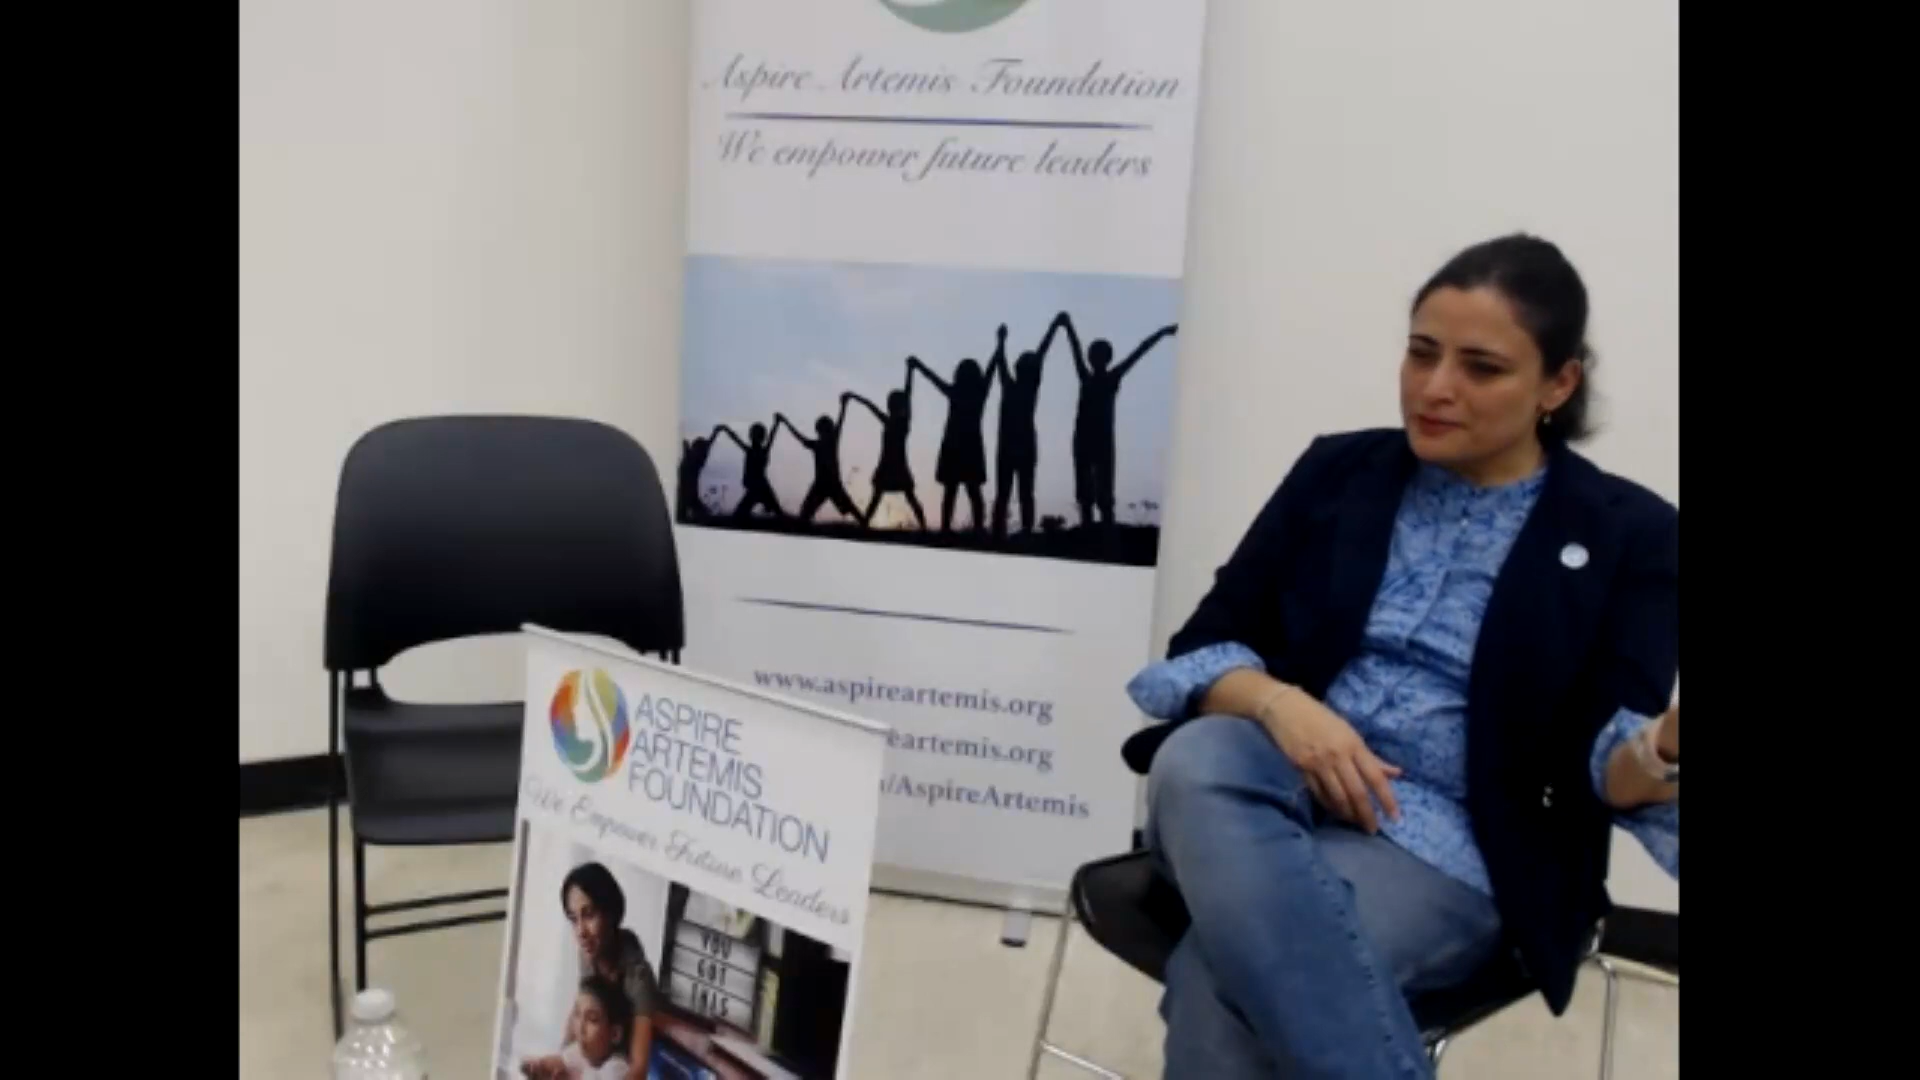 Aspire Artemis Foundation
We empower future leaders
www.aspireartemis.org
eartemis.org
/AspireArtemis
ASPIRE
ARTEMIS
FOUNDATION
We Empower Future Leaders
YOU
GOT
THIS